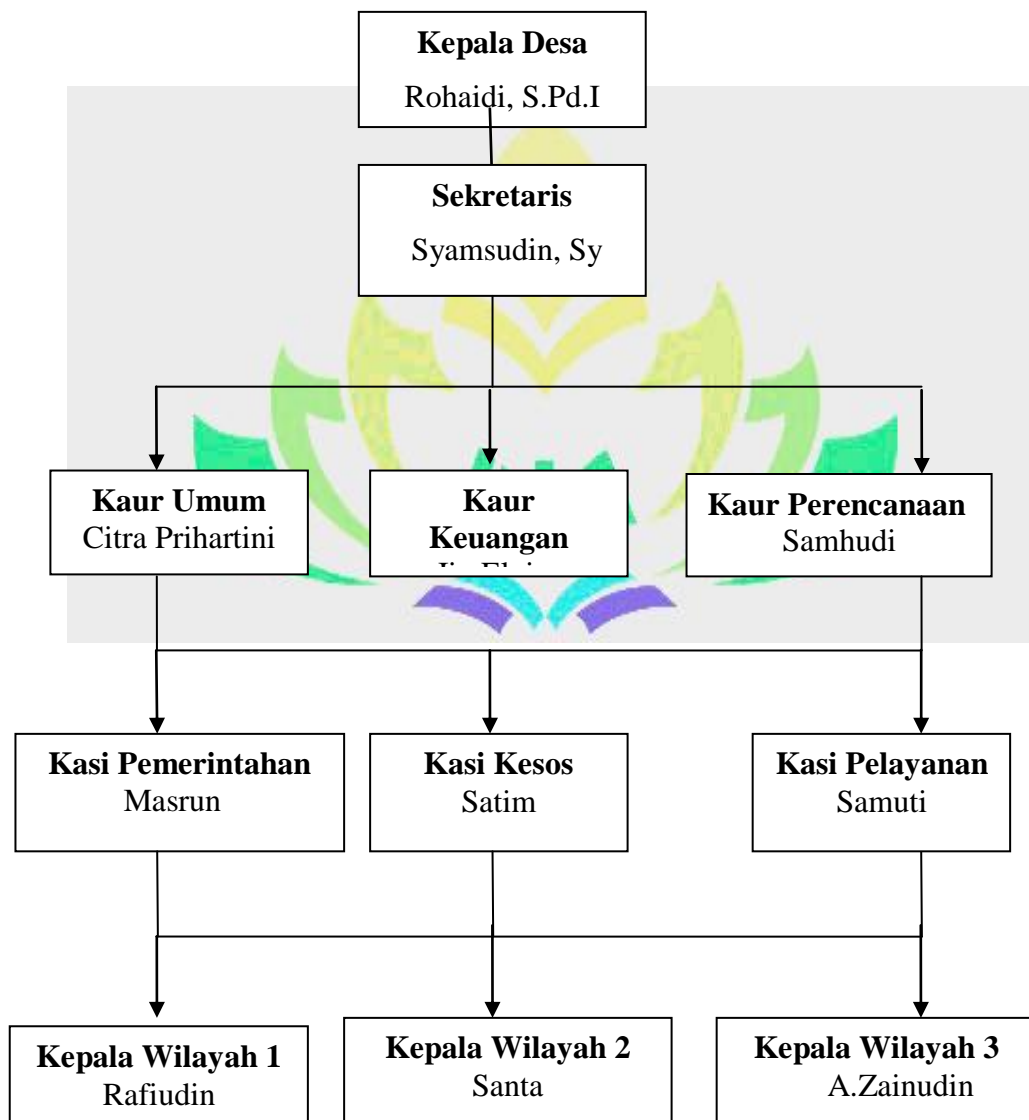 Kepala Desa
Rohaidi, S.Pd.I
Sekretaris
Syamsudin, Sy
Kaur Umum
Citra Prihartini
Kaur
Keuangan
Kaur Perencanaan
Samhudi
Kasi Pemerintahan
Masrun
Kasi Kesos
Satim
Kasi Pelayanan
Samuti
Kepala Wilayah 1
Rafiudin
Kepala Wilayah 2
Santa
Kepala Wilayah 3
A.Zainudin